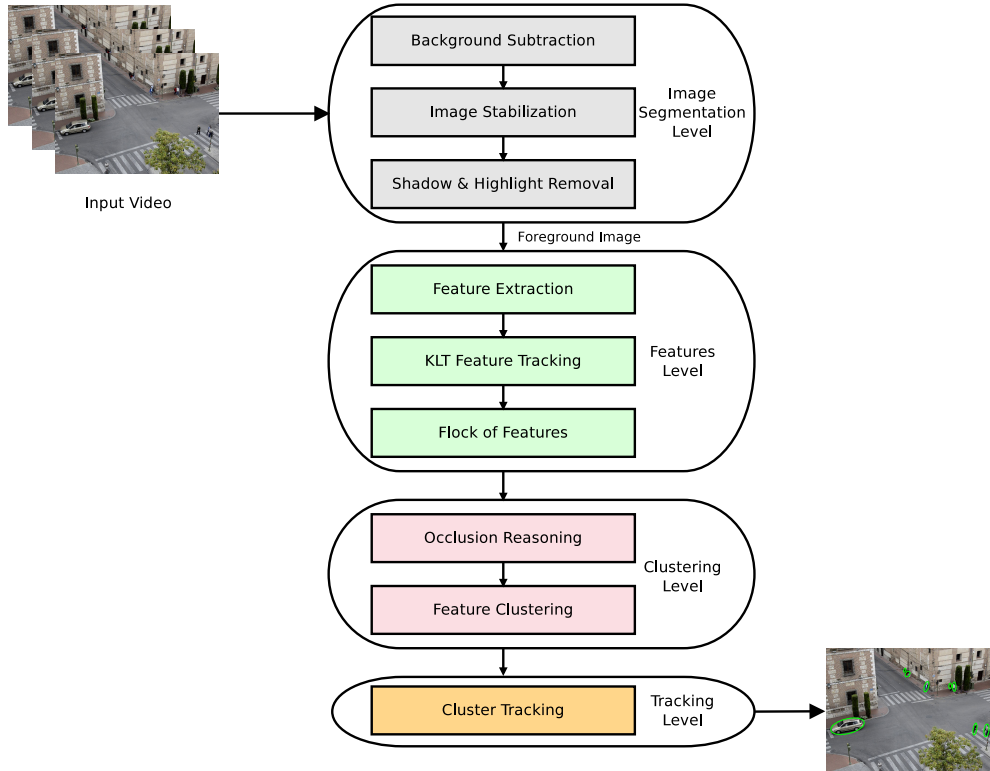 Background Subtraction
Image Stabilization
Shadow & Highlight Removal
Image
Segmentation
Level
Input Video
Foreground Image
Feature Extraction
KLT Feature Tracking
Flock of Features
Features
Level
Occlusion Reasoning
Feature Clustering
Clustering
Level
Cluster Tracking
Tracking
Level